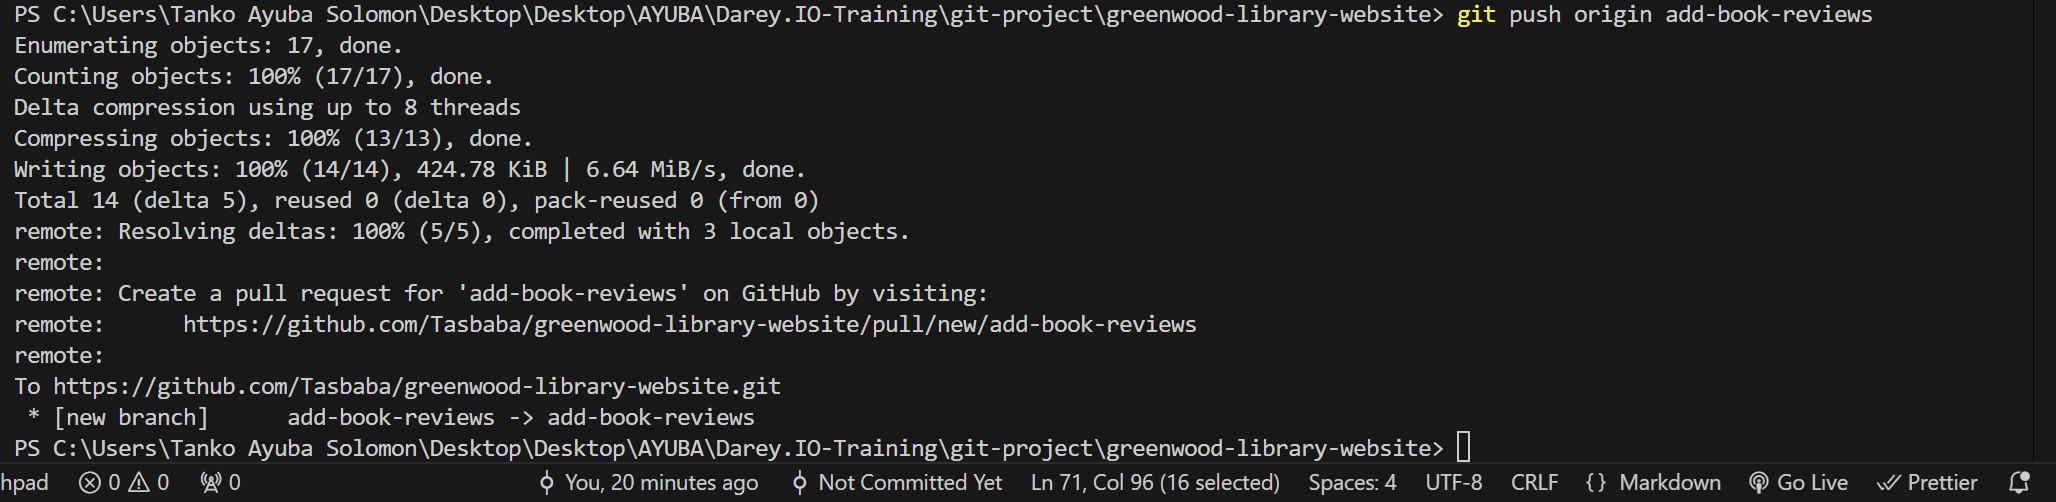 PS C:\Users\Tanko Ayuba Solomon\Desktop\Desktop\AYUBA\Darey.IO-Training\git-project\greenwood-library-website> git push origin add-book-reviews
Enumerating objects: 17, done.
Counting objects: 100% (17/17), done.
Delta compression using up to 8 threads
Compressing objects: 100% (13/13), done.
Writing objects: 100% (14/14), 424.78 KiB | 6.64 MiB/s, done.
Total 14 (delta 5), reused 0 (delta 0), pack-reused 0 (from 0)
remote: Resolving deltas: 100% (5/5), completed with 3 local objects.
remote:
remote: Create a pull request for 'add-book-reviews' on GitHub by visiting:
remote:      https://github.com/Tasbaba/greenwood-library-website/pull/new/add-book-reviews
remote:
To https://github.com/Tasbaba/greenwood-library-website.git
 * [new branch]      add-book-reviews -> add-book-reviews
PS C:\Users\Tanko Ayuba Solomon\Desktop\Desktop\AYUBA\Darey.IO-Training\git-project\greenwood-library-website>
hpad 0 0 0 You, 20 minutes ago Not Committed Yet Ln 71, Col 96 (16 selected) Spaces: 4 UTF-8 CRLF {} Markdown Go Live Prettier